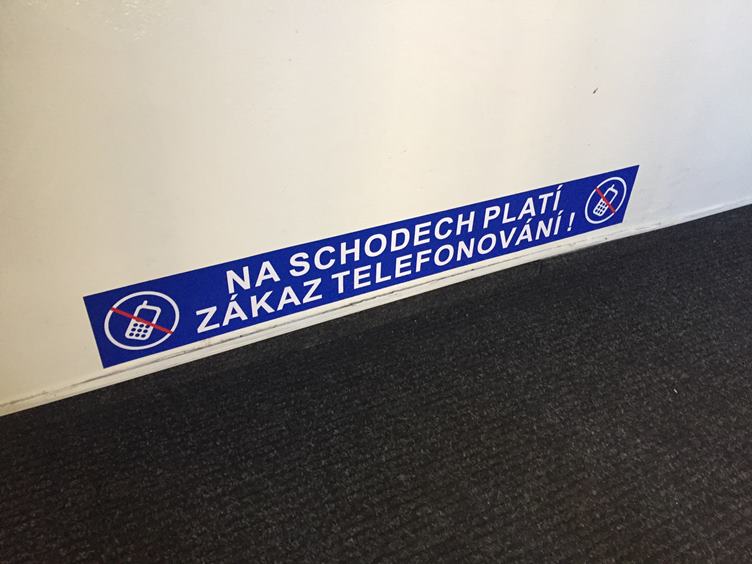 NA SCHODECH PLATÍ
ZÁKAZ TELEFONOVÁNÍ !